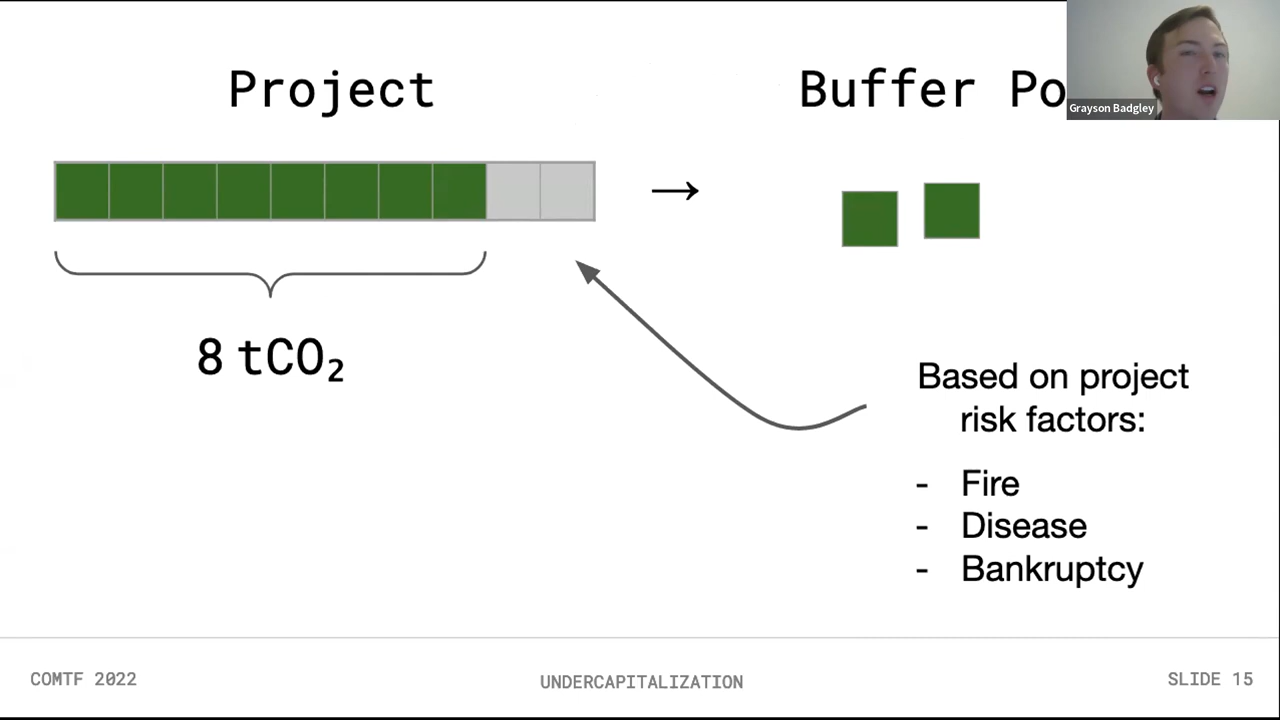 Project
Buffer Po
Grayson Badgley
→
8 tCO₂
Based on project
risk factors:
- Fire
- Disease
- Bankruptcy
COMTF 2022
UNDERCAPITALIZATION
SLIDE 15